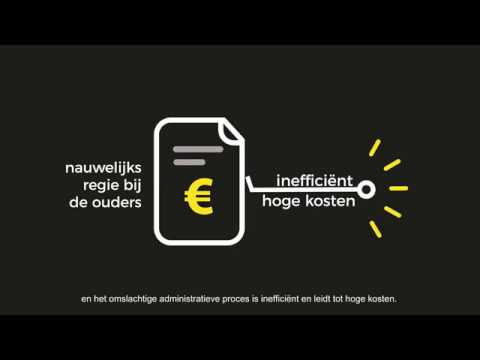 nauwelijks
regie bij
de ouders
€
inefficiënt
hoge kosten
en het omslachtige administratieve proces is inefficiënt en leidt tot hoge kosten.